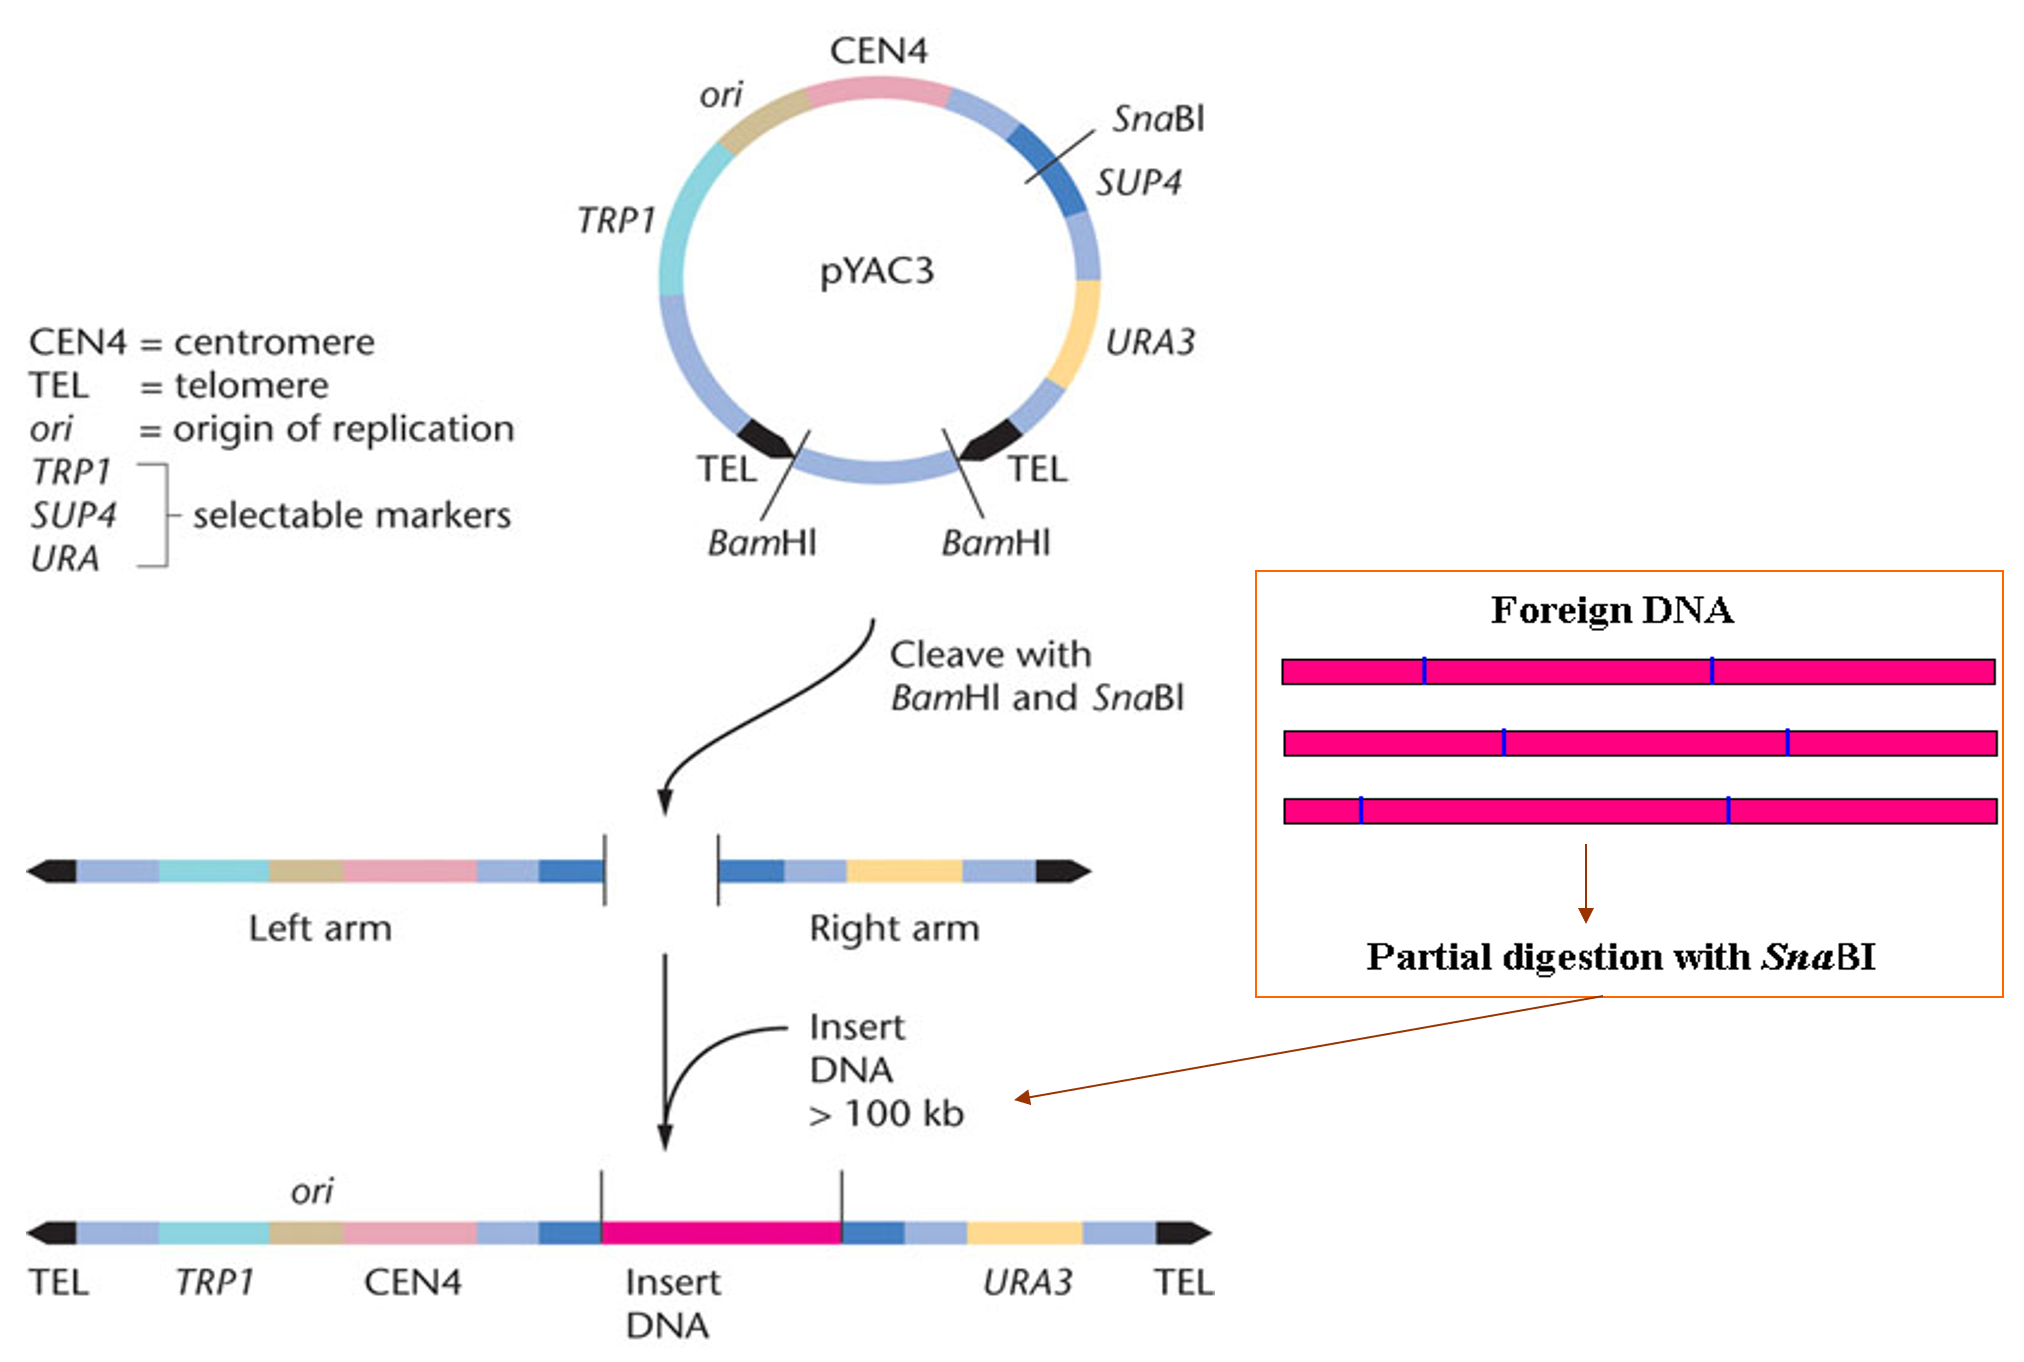 CEN4
ori
SnaBI
SUP4
TRP1
pYAC3
URA3
CEN4 = centromere
TEL = telomere
ori = origin of replication
TRP1
SUP4
URA
selectable markers
TEL
TEL
BamHI
BamHI
Cleave with
BamHI and SnaBI
Foreign DNA
Partial digestion with SnaBI
Left arm
Right arm
Insert
DNA
> 100 kb
ori
TEL
TRP1
CEN4
Insert
DNA
URA3
TEL